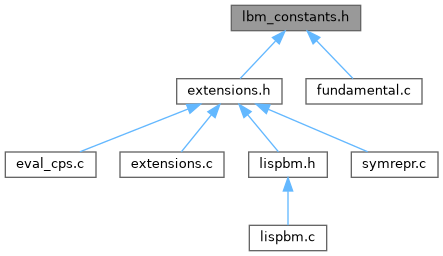 lbm_constants.h
extensions.h
fundamental.c
eval_cps.c
extensions.c
lispbm.h
symrepr.c
lispbm.c